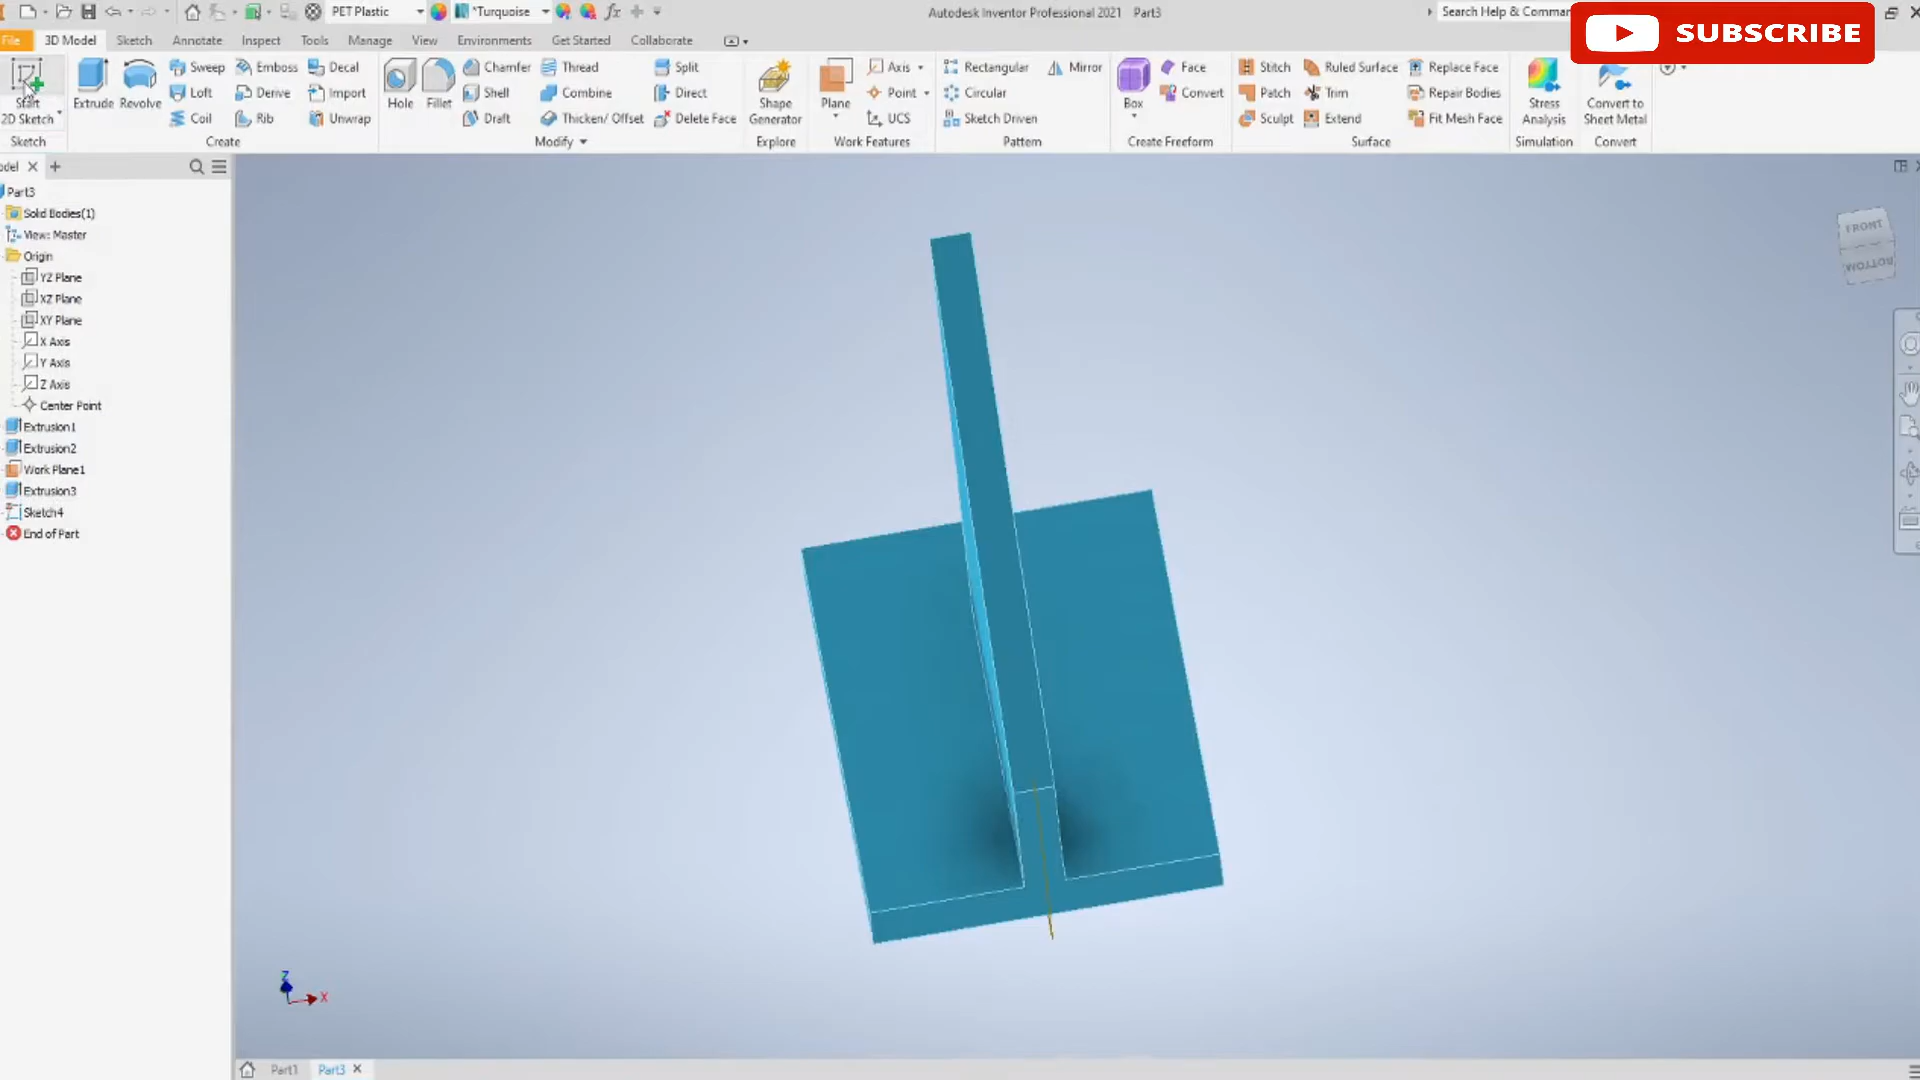 PET Plastic
*Turquoise
fx
Autodesk Inventor Professional 2021 Part3
Search Help & Comman
SUBSCRIBE
File 3D Model Sketch Annotate Inspect Tools Manage View Environments Get Started Collaborate
Start
2D Sketch
Sketch
Extrude
Revolve
Sweep
Loft
Coil
Emboss
Derive
Rib
Decal
Import
Unwrap
Create
Hole
Fillet
Chamfer
Shell
Draft
Thread
Combine
Thicken/ Offset
Split
Direct
Delete Face
Modify
Shape
Generator
Explore
Plane
Axis
Point
UCS
Work Features
Rectangular
Circular
Sketch Driven
Mirror
Pattern
Box
Face
Convert
Create Freeform
Stitch
Patch
Sculpt
Ruled Surface
Trim
Extend
Replace Face
Repair Bodies
Fit Mesh Face
Surface
Stress
Analysis
Simulation
Convert to
Sheet Metal
Convert
odel
Part3
Solid Bodies(1)
View: Master
Origin
YZ Plane
XZ Plane
XY Plane
X Axis
Y Axis
Z Axis
Center Point
Extrusion1
Extrusion2
Work Plane1
Extrusion3
Sketch4
End of Part
FRONT
BOTTOM
Z
X
Part1 Part3